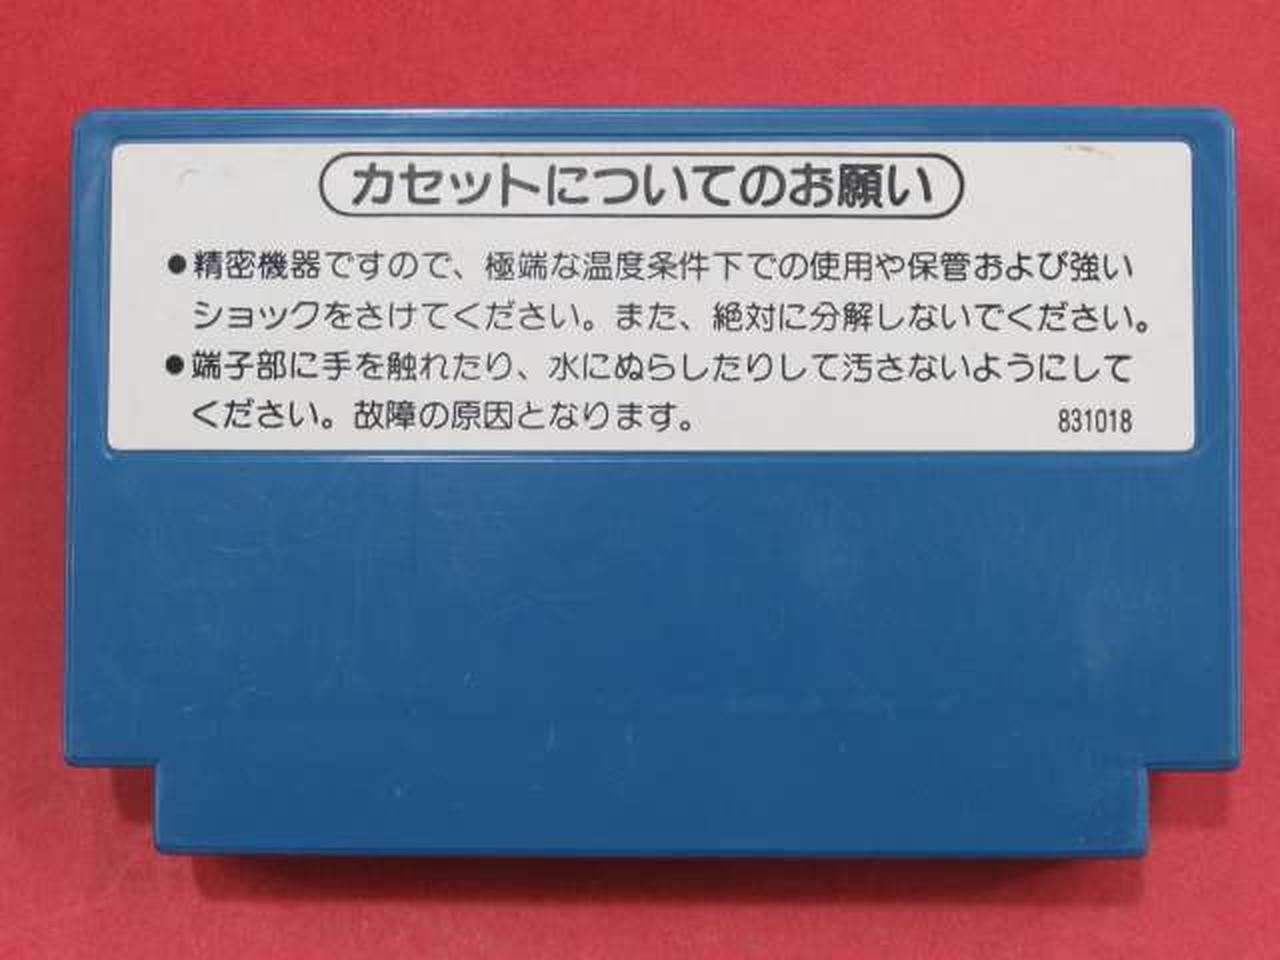 カセットについてのお願い
●精密機器ですので、極端な温度条件下での使用や保管および強い
ショックをさけてください。また、絶対に分解しないでください。
●端子部に手を触れたり、水にぬらしたりして汚さないようにして
ください。故障の原因となります。
831018